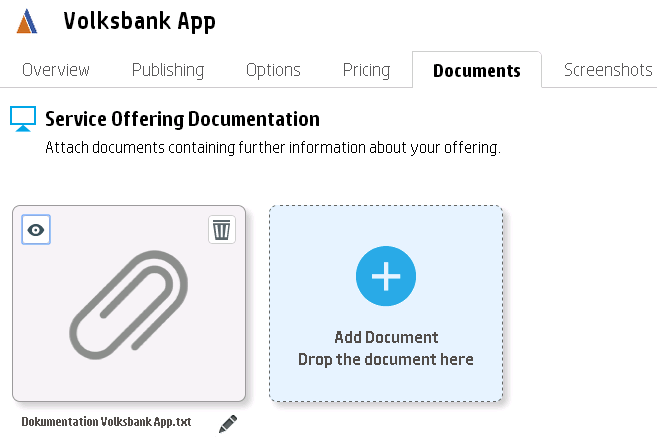 Volksbank App
Overview Publishing Options Pricing Documents Screenshots
Service Offering Documentation
Attach documents containing further information about your offering.
Add Document
Drop the document here
Dokumentation Volksbank App.txt